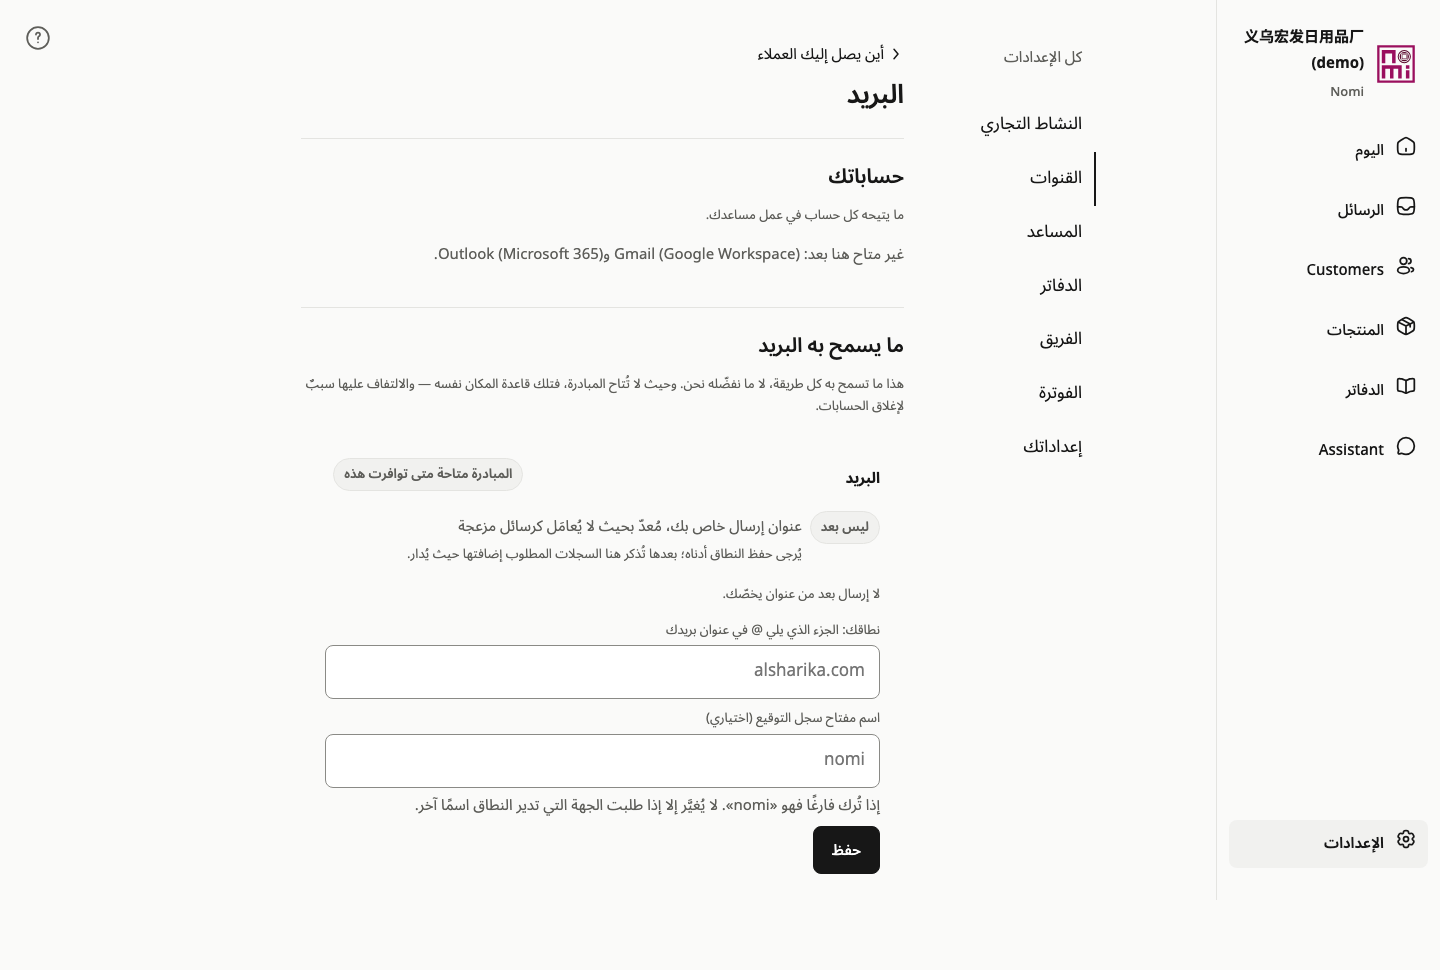 义乌宏发日用品厂
(demo)
Nomi
اليوم
الرسائل
Customers
المنتجات
الدفاتر
Assistant
الإعدادات
كل الإعدادات
النشاط التجاري
القنوات
المساعد
الدفاتر
الفريق
الفوترة
إعداداتك
أين يصل إليك العملاء
البريد
حساباتك
ما يتيحه كل حساب في عمل مساعدك.
غير متاح هنا بعد: Gmail (Google Workspace) وOutlook (Microsoft 365).
ما يسمح به البريد
هذا ما تسمح به كل طريقة، لا ما نفضّله نحن. وحيث لا تُتاح المبادرة، فتلك قاعدة المكان نفسه — والالتفاف عليها سببٌ
لإغلاق الحسابات.
البريد
المبادرة متاحة متى توافرت هذه
ليس بعد
عنوان إرسال خاص بك، مُعدّ بحيث لا يُعامَل كرسائل مزعجة
يُرجى حفظ النطاق أدناه؛ بعدها تُذكر هنا السجلات المطلوب إضافتها حيث يُدار.
لا إرسال بعد من عنوان يخصّك.
نطاقك: الجزء الذي يلي @ في عنوان بريدك
alsharika.com
اسم مفتاح سجل التوقيع (اختياري)
nomi
إذا تُرك فارغًا فهو «nomi». لا يُغيَّر إلا إذا طلبت الجهة التي تدير النطاق اسمًا آخر.
حفظ